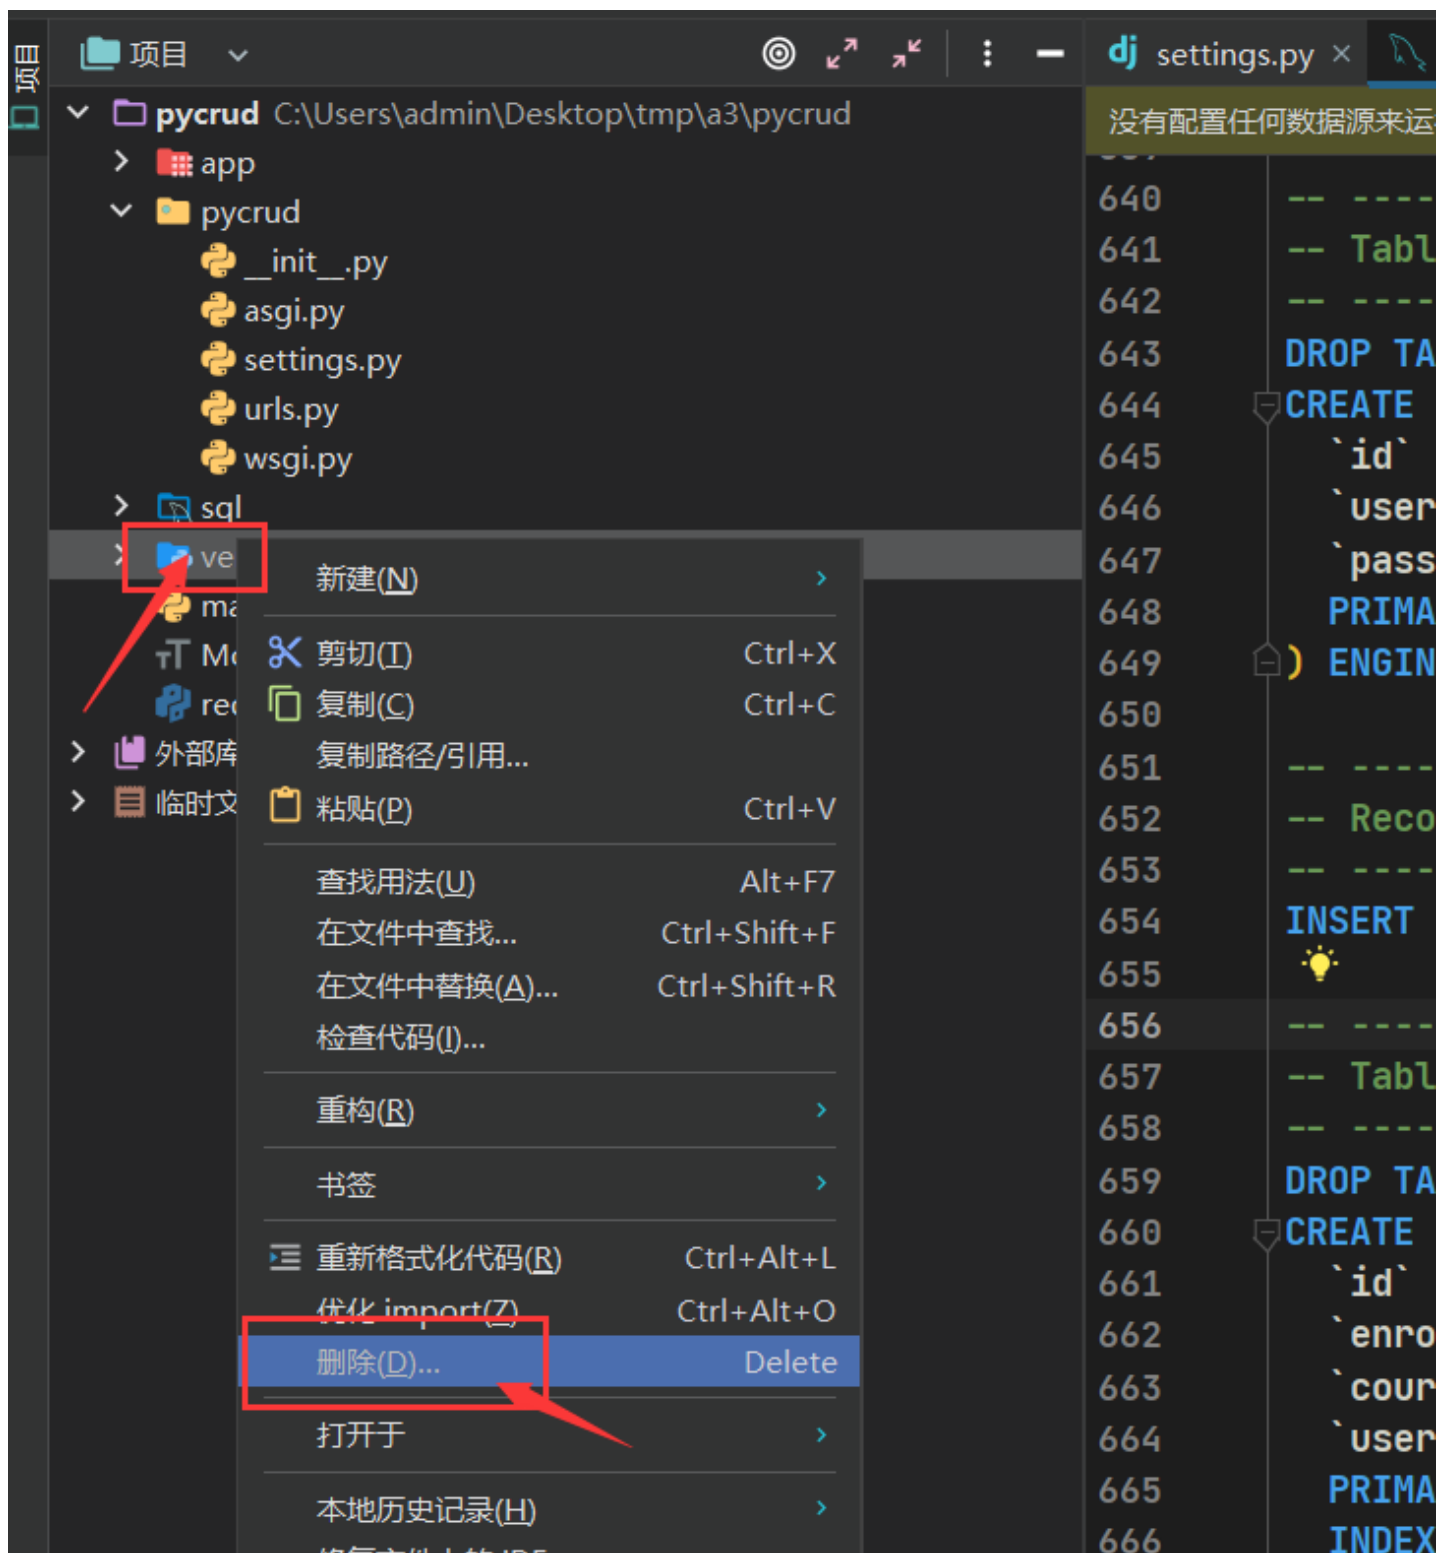 项目
项目
pycrud C:\Users\admin\Desktop\tmp\a3\pycrud
app
pycrud
__init__.py
asgi.py
settings.py
urls.py
wsgi.py
sql
ve
ma
rec
外部库
临时文
新建(N)
剪切(T) Ctrl+X
复制(C) Ctrl+C
复制路径/引用...
粘贴(P) Ctrl+V
查找用法(U) Alt+F7
在文件中查找... Ctrl+Shift+F
在文件中替换(A)... Ctrl+Shift+R
检查代码(I)...
重构(R)
书签
重新格式化代码(R) Ctrl+Alt+L
优化 import(Z) Ctrl+Alt+O
删除(D)... Delete
打开于
本地历史记录(H)
dj settings.py ×
没有配置任何数据源来运
640 -- ----
641 -- Tabl
642 -- ----
643 DROP TA
644 CREATE
645 `id`
646 `user
647 `pass
648 PRIMA
649 ) ENGIN
650
651 -- ----
652 -- Reco
653 -- ----
654 INSERT
655
656 -- ----
657 -- Tabl
658 -- ----
659 DROP TA
660 CREATE
661 `id`
662 `enro
663 `cour
664 `user
665 PRIMA
666 INDEX